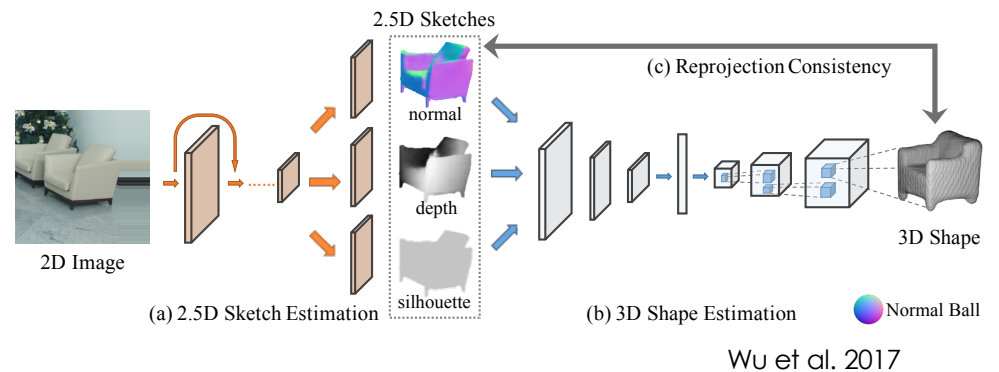 2.5D Sketches
(c) Reprojection Consistency
normal
depth
2D Image
3D Shape
silhouette
(a) 2.5D Sketch Estimation
(b) 3D Shape Estimation
Normal Ball
Wu et al. 2017